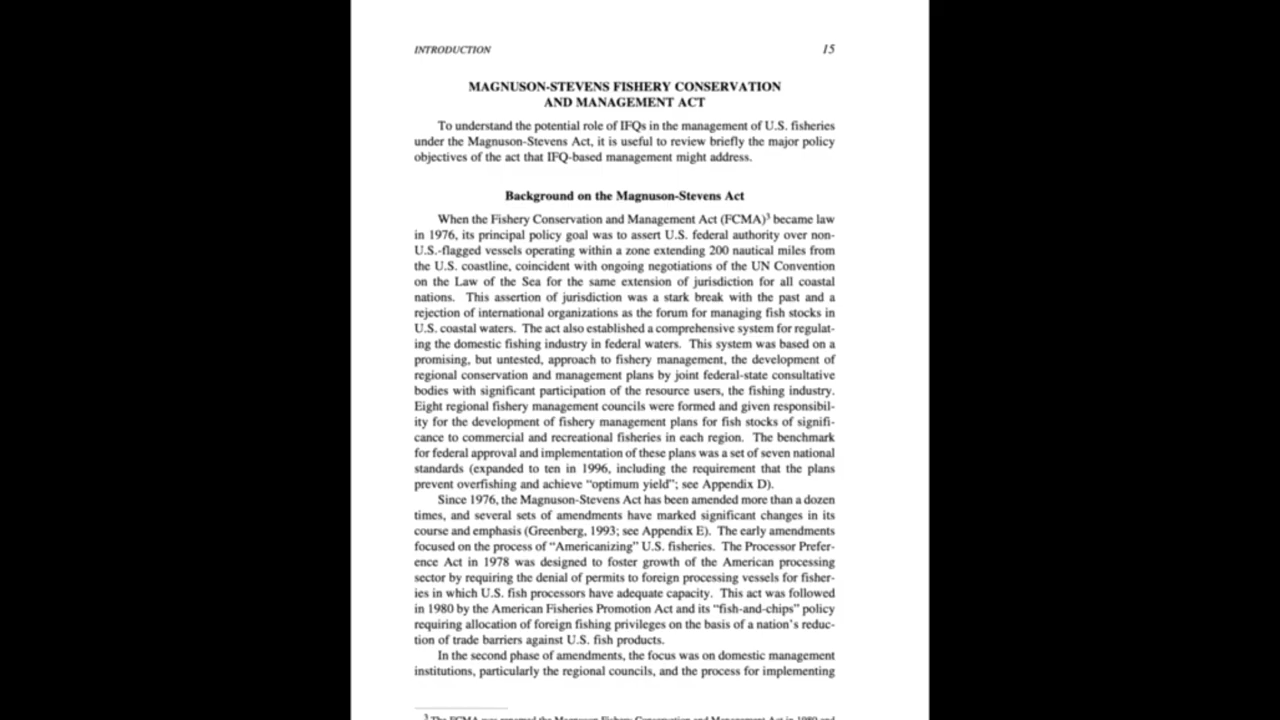 INTRODUCTION 15
MAGNUSON-STEVENS FISHERY CONSERVATION
AND MANAGEMENT ACT
To understand the potential role of IFQs in the management of U.S. fisheries
under the Magnuson-Stevens Act, it is useful to review briefly the major policy
objectives of the act that IFQ-based management might address.
Background on the Magnuson-Stevens Act
When the Fishery Conservation and Management Act (FCMA)3 became law
in 1976, its principal policy goal was to assert U.S. federal authority over non-
U.S.-flagged vessels operating within a zone extending 200 nautical miles from
the U.S. coastline, coincident with ongoing negotiations of the UN Convention
on the Law of the Sea for the same extension of jurisdiction for all coastal
nations. This assertion of jurisdiction was a stark break with the past and a
rejection of international organizations as the forum for managing fish stocks in
U.S. coastal waters. The act also established a comprehensive system for regulat-
ing the domestic fishing industry in federal waters. This system was based on a
promising, but untested, approach to fishery management, the development of
regional conservation and management plans by joint federal-state consultative
bodies with significant participation of the resource users, the fishing industry.
Eight regional fishery management councils were formed and given responsibil-
ity for the development of fishery management plans for fish stocks of signifi-
cance to commercial and recreational fisheries in each region. The benchmark
for federal approval and implementation of these plans was a set of seven national
standards (expanded to ten in 1996, including the requirement that the plans
prevent overfishing and achieve “optimum yield”; see Appendix D).
Since 1976, the Magnuson-Stevens Act has been amended more than a dozen
times, and several sets of amendments have marked significant changes in its
course and emphasis (Greenberg, 1993; see Appendix E). The early amendments
focused on the process of “Americanizing” U.S. fisheries. The Processor Prefer-
ence Act in 1978 was designed to foster growth of the American processing
sector by requiring the denial of permits to foreign processing vessels for fisher-
ies in which U.S. fish processors have adequate capacity. This act was followed
in 1980 by the American Fisheries Promotion Act and its “fish-and-chips” policy
requiring allocation of foreign fishing privileges on the basis of a nation’s reduc-
tion of trade barriers against U.S. fish products.
In the second phase of amendments, the focus was on domestic management
institutions, particularly the regional councils, and the process for implementing